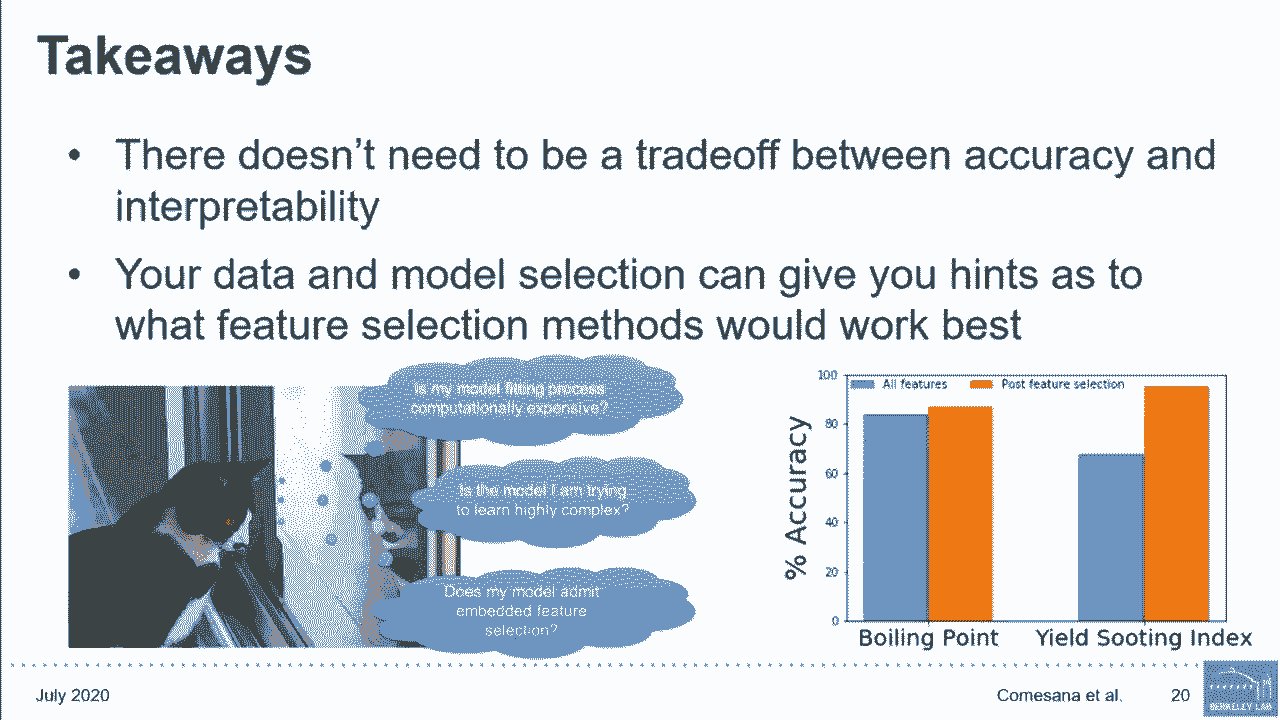 Takeaways
• There doesn’t need to be a tradeoff between accuracy and
interpretability
• Your data and model selection can give you hints as to
what feature selection methods would work best
Is my model fitting process
computationally expensive?
Is the model I am trying
to learn highly complex?
Does my model admit
embedded feature
selection?
All features
Post feature selection
% Accuracy
100
80
60
40
20
0
Boiling Point
Yield Sooting Index
July 2020
Comesana et al.
20
BERKELEY LAB